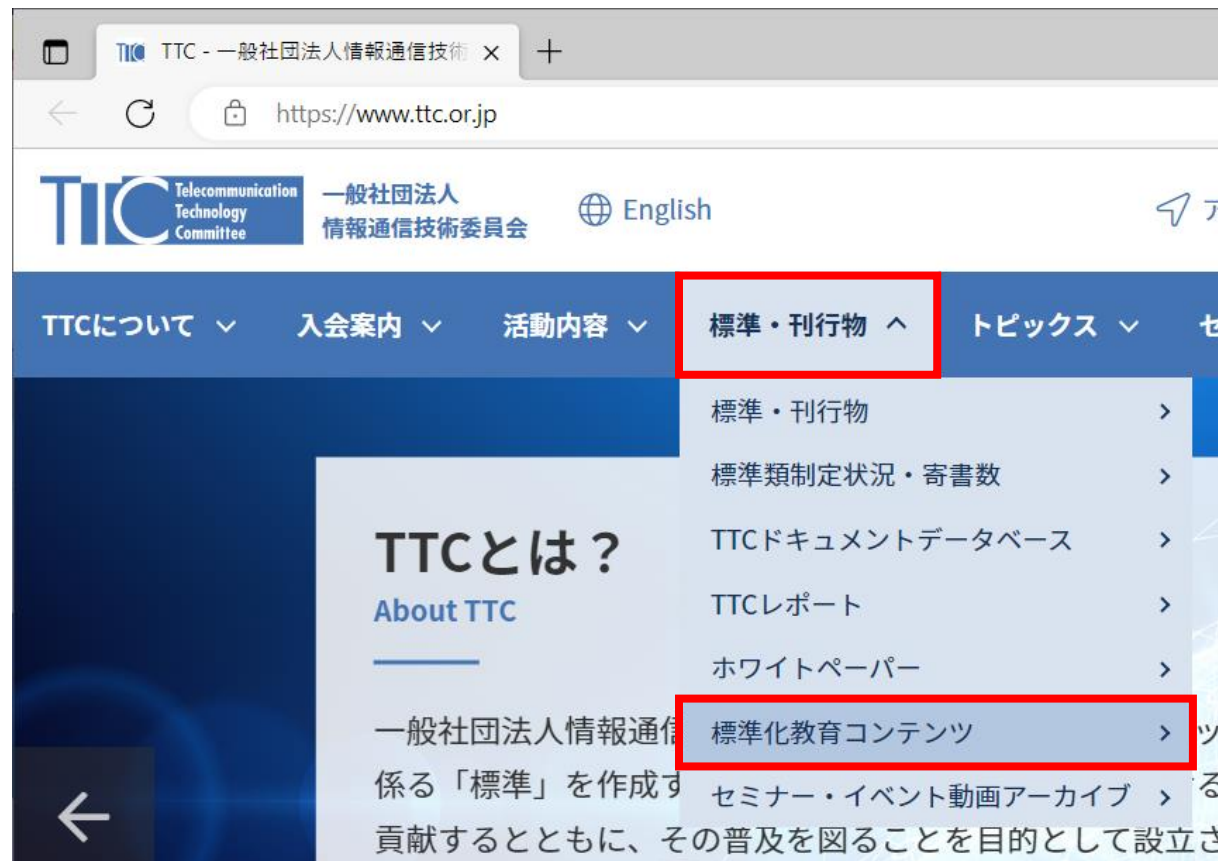 TTC - 一般社団法人情報通信技術
https://www.ttc.or.jp
TTC
Telecommunication
Technology
Committee
一般社団法人
情報通信技術委員会
English
ア
TTCについて
入会案内
活動内容
標準・刊行物
トピックス
セ
標準・刊行物
標準類制定状況・寄書数
TTCドキュメントデータベース
TTCレポート
ホワイトペーパー
標準化教育コンテンツ
セミナー・イベント動画アーカイブ
TTCとは？
About TTC
一般社団法人情報通信 ッ
係る「標準」を作成す る
貢献するとともに、その普及を図ることを目的として設立さ